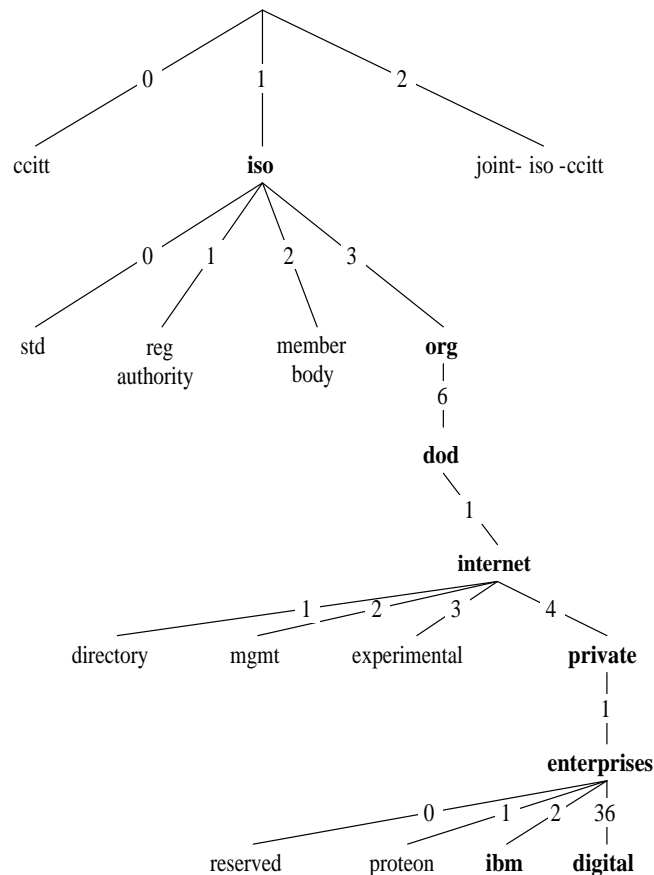 0 1 2
ccitt iso joint- iso -ccitt
0 1 2 3
std reg member org
authority body
6
dod
1
internet
1 2 3 4
directory mgmt experimental private
1
enterprises
0 1 2 36
reserved proteon ibm digital